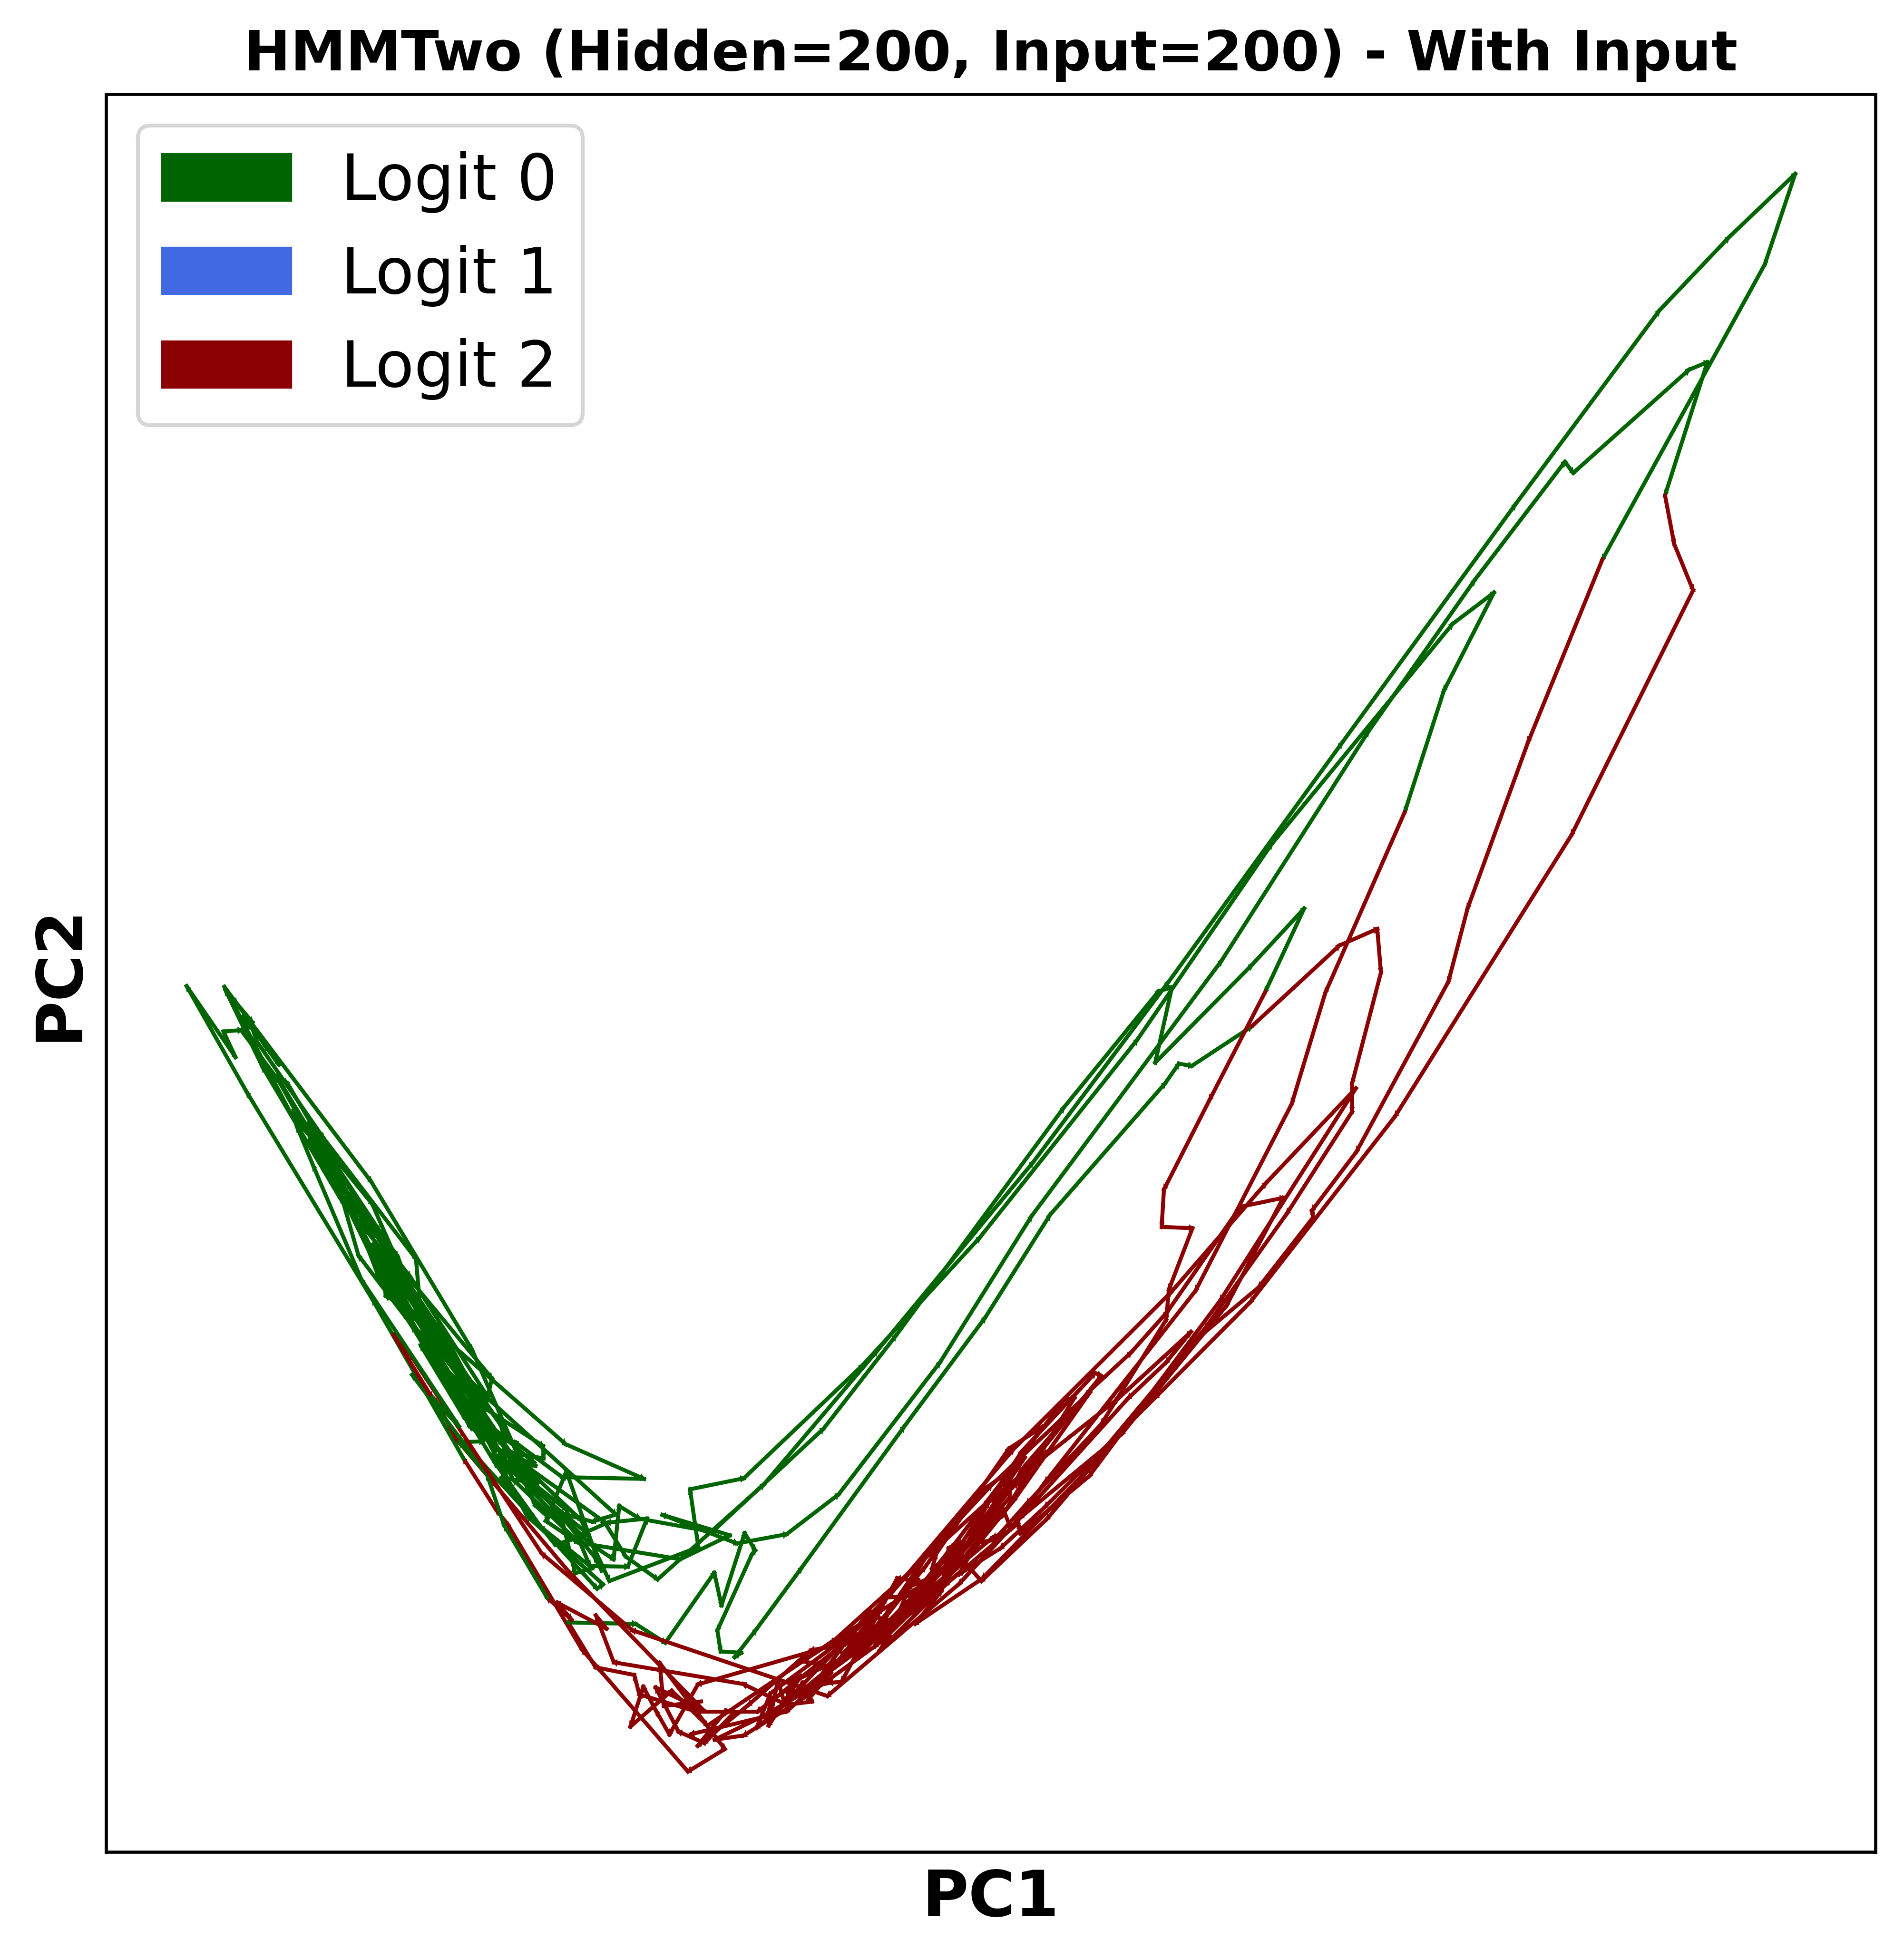 HMMTwo (Hidden=200, Input=200) - With Input
Logit 0
Logit 1
Logit 2
PC2
PC1